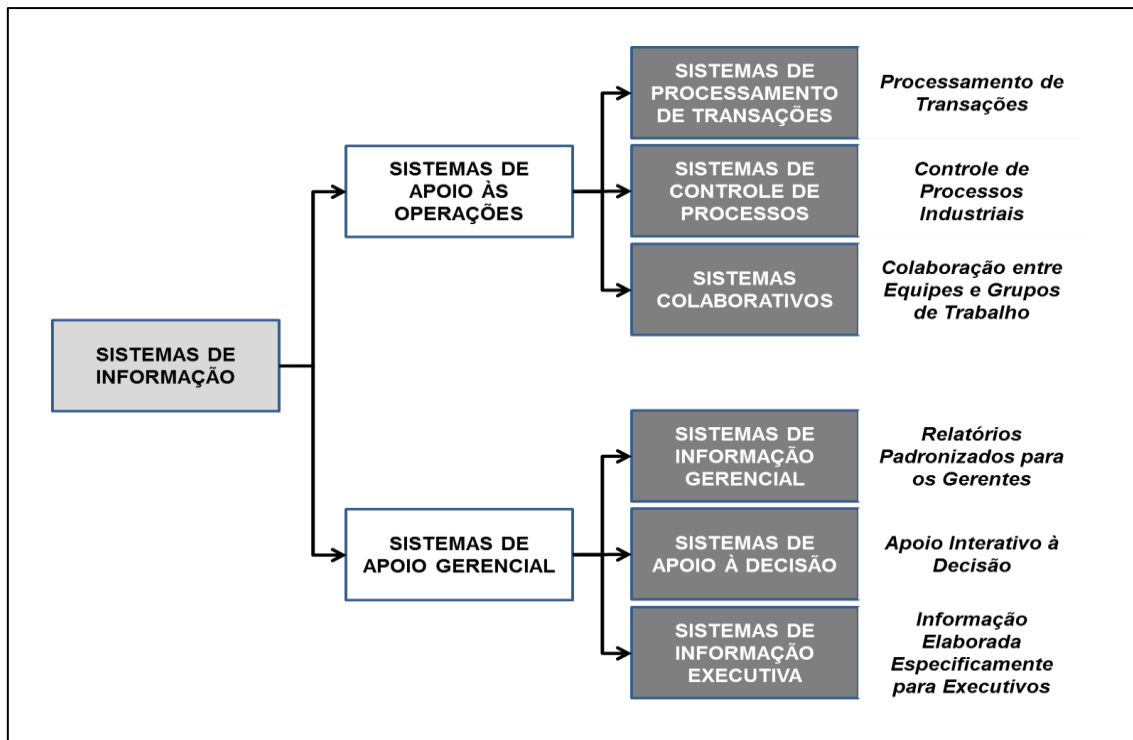 SISTEMAS DE
PROCESSAMENTO
DE TRANSAÇÕES
Processamento de
Transações
SISTEMAS DE
APOIO ÀS
OPERAÇÕES
SISTEMAS DE
CONTROLE DE
PROCESSOS
Controle de
Processos
Industriais
SISTEMAS
COLABORATIVOS
Colaboração entre
Equipes e Grupos
de Trabalho
SISTEMAS DE
INFORMAÇÃO
SISTEMAS DE
INFORMAÇÃO
GERENCIAL
Relatórios
Padronizados para
os Gerentes
SISTEMAS DE
APOIO GERENCIAL
SISTEMAS DE
APOIO À DECISÃO
Apoio Interativo à
Decisão
SISTEMAS DE
INFORMAÇÃO
EXECUTIVA
Informação
Elaborada
Especificamente
para Executivos